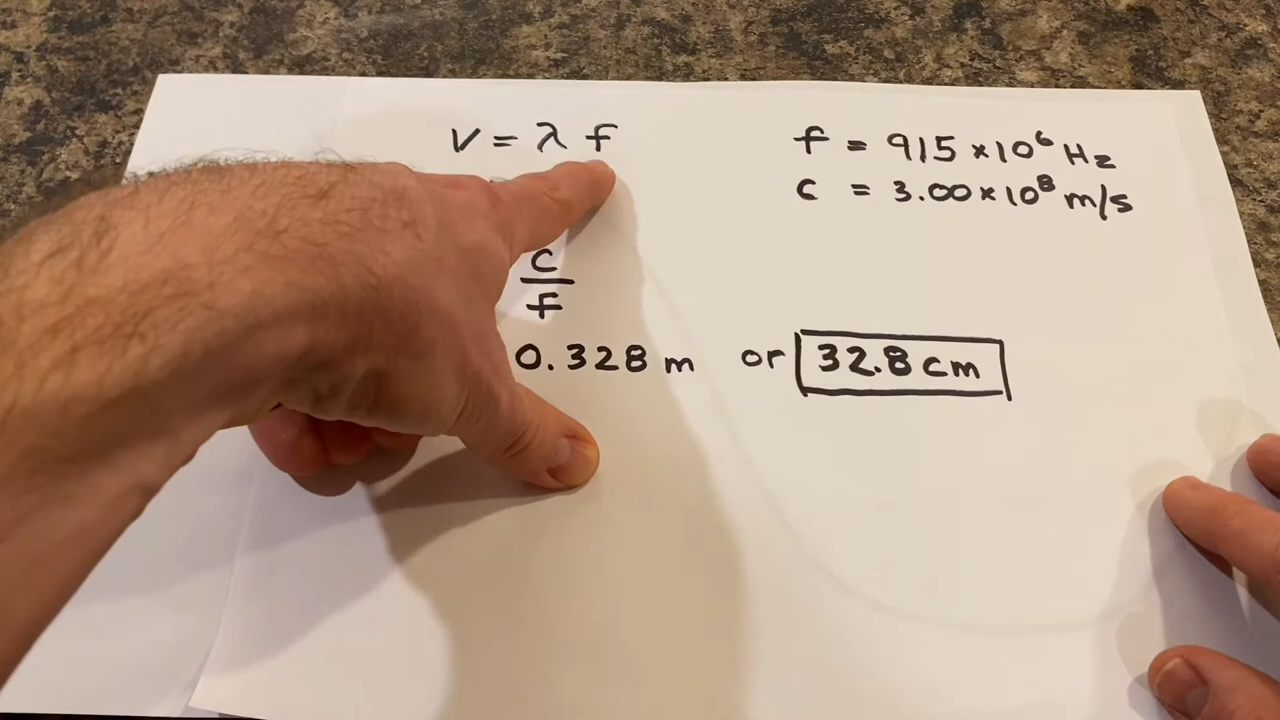 V = λ f
f = 915 × 10⁶ Hz
c = 3.00 × 10⁸ m/s
c
f
0.328 m or 32.8 cm